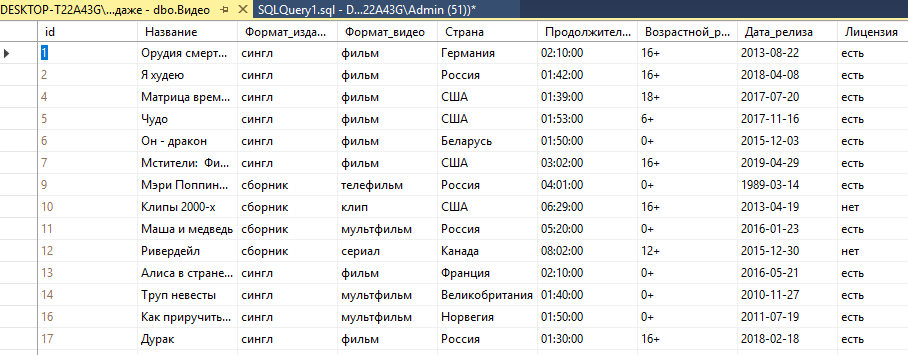 DESKTOP-T22A43G\...даже - dbo.Видео SQLQuery1.sql - D...22A43G\Admin (51))*
id Название Формат_изда... Формат_видео Страна Продолжител... Возрастной_р... Дата_релиза Лицензия
1 Орудия смерт... сингл фильм Германия 02:10:00 16+ 2013-08-22 есть
2 Я худею сингл фильм Россия 01:42:00 16+ 2018-04-08 есть
4 Матрица врем... сингл фильм США 01:39:00 18+ 2017-07-20 есть
5 Чудо сингл фильм США 01:53:00 6+ 2017-11-16 есть
6 Он - дракон сингл фильм Беларусь 01:50:00 0+ 2015-12-03 есть
7 Мстители: Фи... сингл фильм США 03:02:00 16+ 2019-04-29 есть
9 Мэри Поппин... сборник телефильм Россия 04:01:00 0+ 1989-03-14 есть
10 Клипы 2000-х сборник клип США 06:29:00 16+ 2013-04-19 нет
11 Маша и медведь сборник мультфильм Россия 05:20:00 0+ 2016-01-23 есть
12 Ривердейл сборник сериал Канада 08:02:00 12+ 2015-12-30 нет
13 Алиса в стране... сингл фильм Франция 02:10:00 0+ 2016-05-21 есть
14 Труп невесты сингл мультфильм Великобритания 01:40:00 0+ 2010-11-27 есть
16 Как приручить... сингл мультфильм Норвегия 01:50:00 0+ 2011-07-19 есть
17 Дурак сингл фильм Россия 01:30:00 16+ 2018-02-18 есть